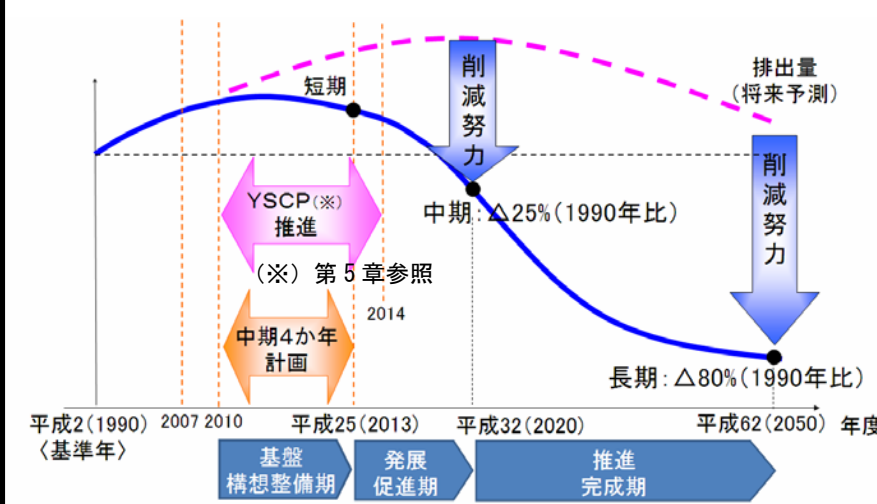 短期
削減努力
排出量
(将来予測)
削減努力
YSCP(※)
推進
中期:△25%(1990年比)
(※)第5章参照
2014
中期4か年
計画
長期:△80%(1990年比)
平成2(1990) 2007 2010 平成25(2013) 平成32(2020) 平成62(2050) 年度
〈基準年〉
基盤
構想整備期
発展
促進期
推進
完成期